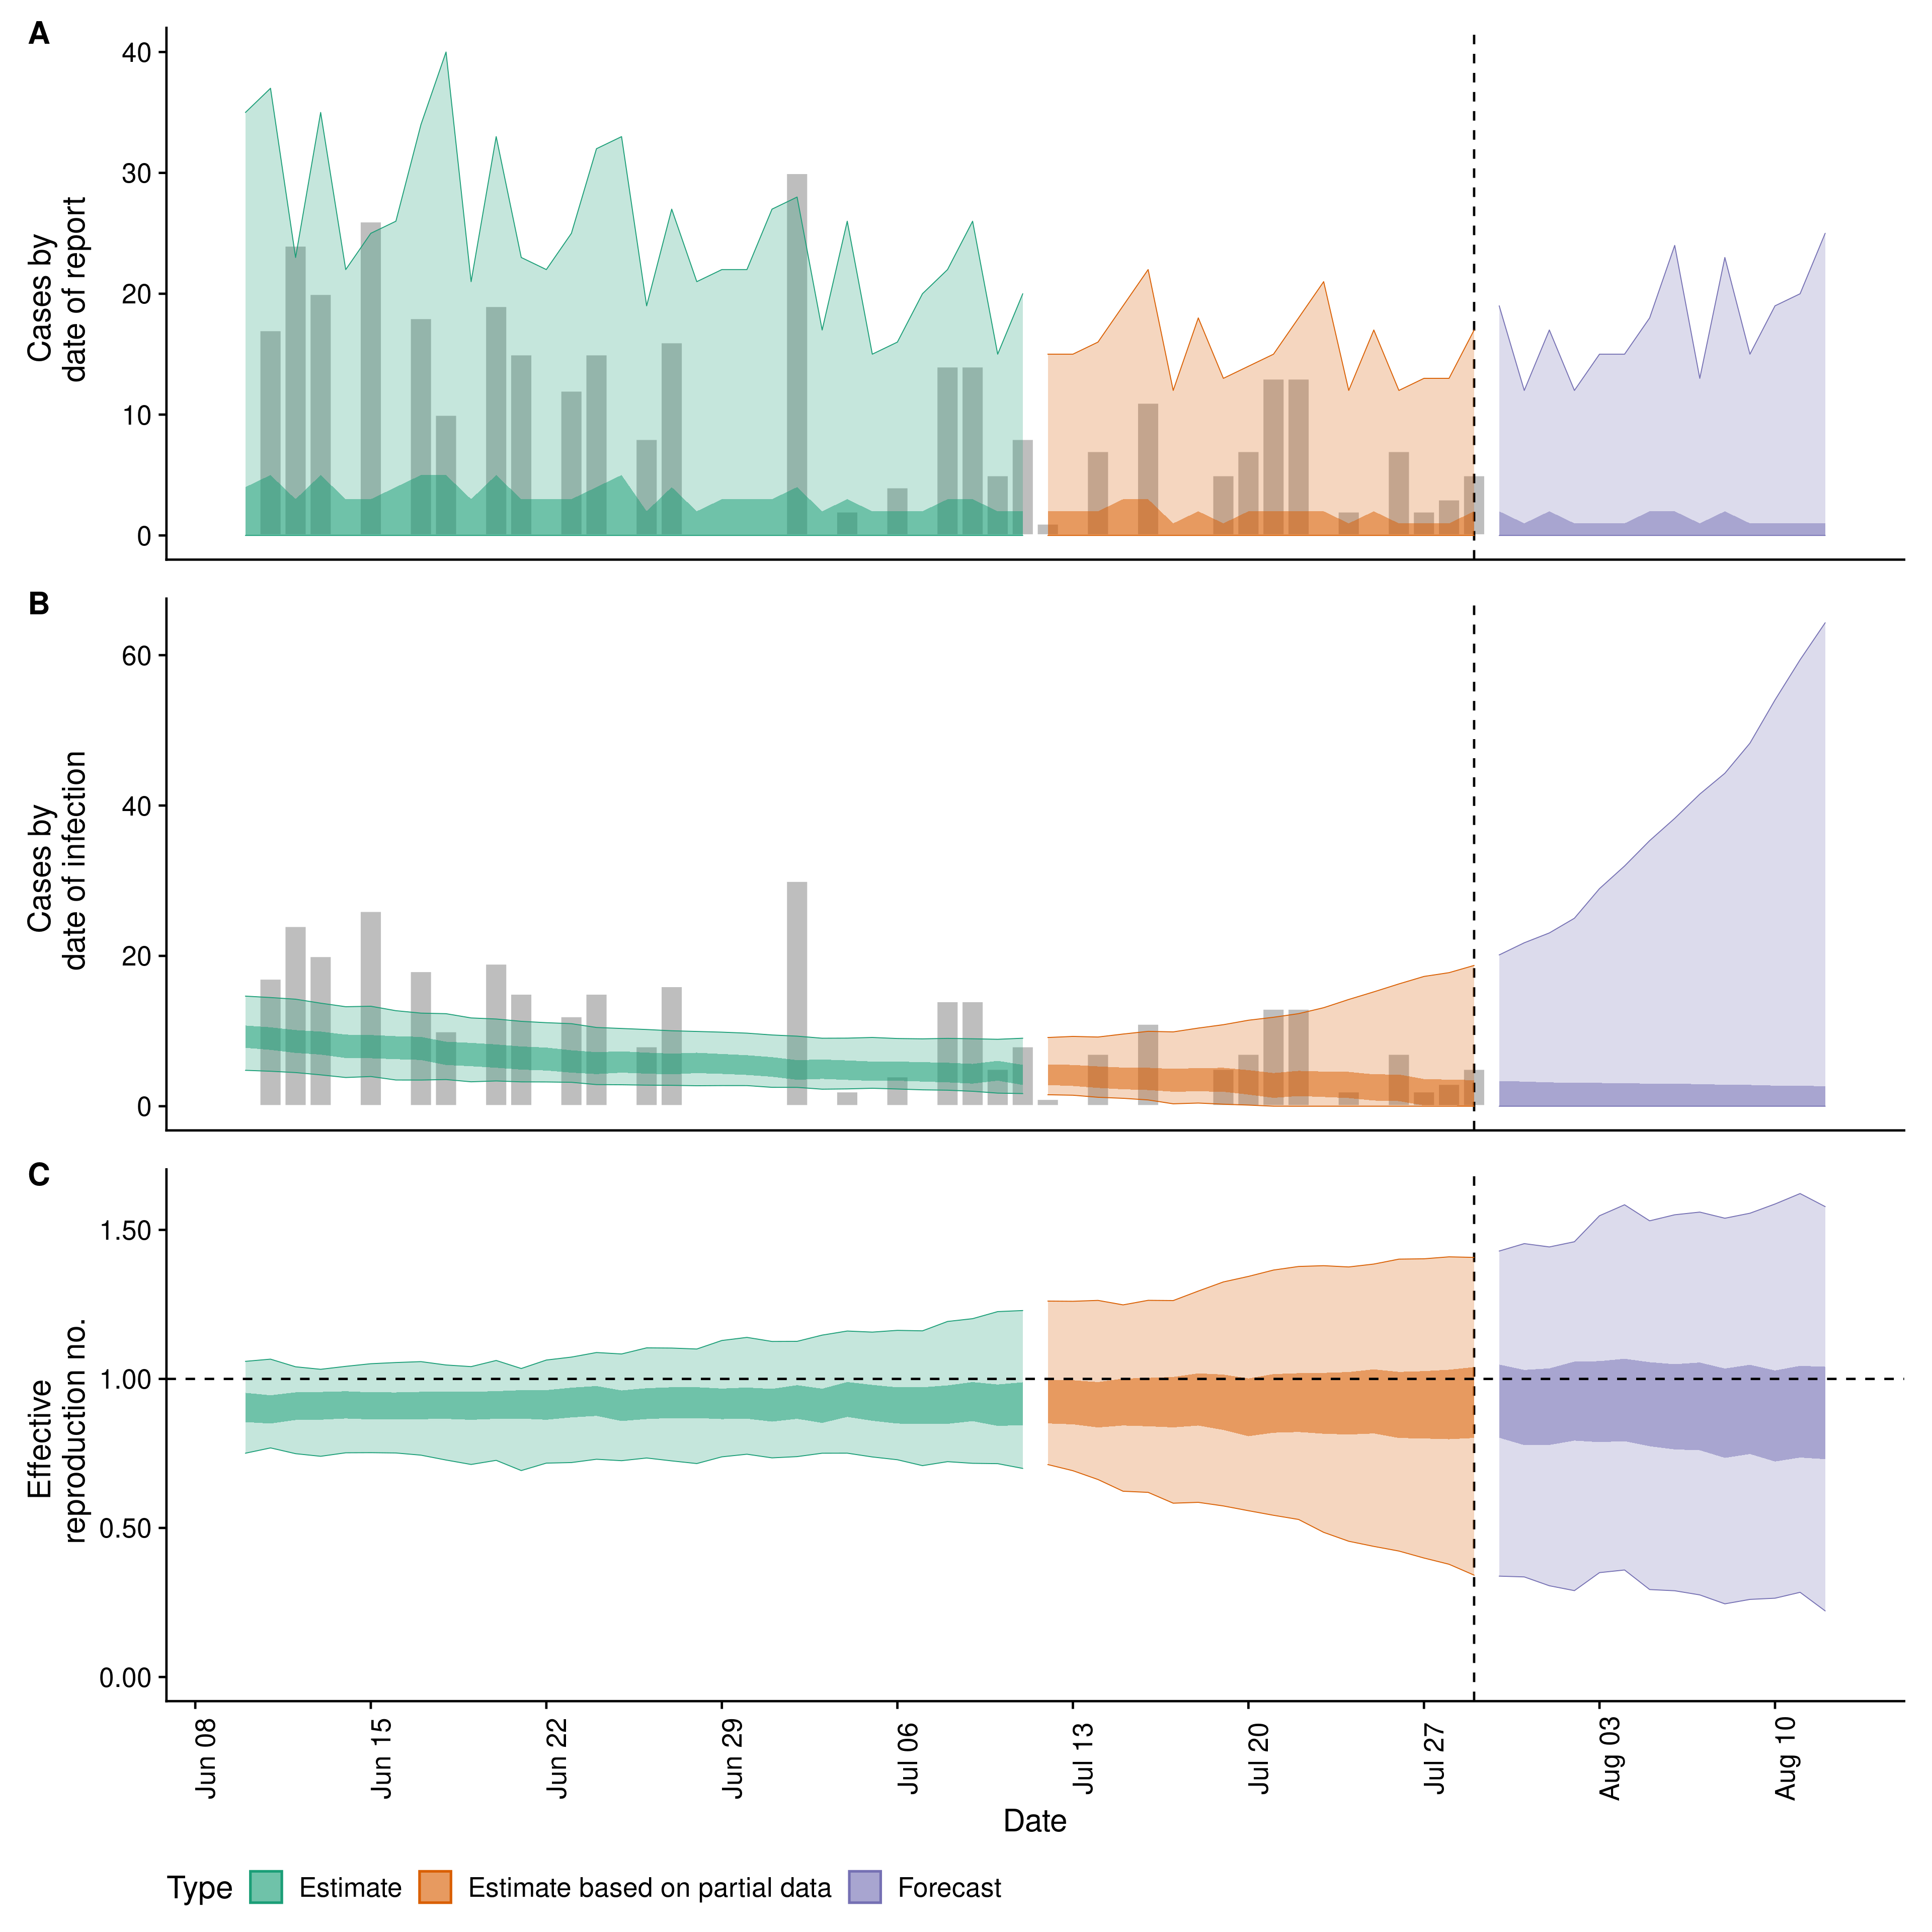 A
Cases by
date of report
40
30
20
10
0
B
Cases by
date of infection
60
40
20
0
C
Effective
reproduction no.
1.50
1.00
0.50
0.00
Jun 08
Jun 15
Jun 22
Jun 29
Jul 06
Jul 13
Jul 20
Jul 27
Aug 03
Aug 10
Date
Type Estimate Estimate based on partial data Forecast